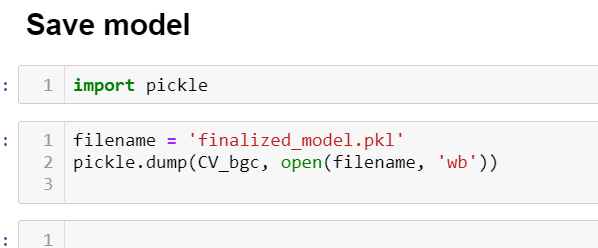 Save model
: 1 import pickle
: 1 filename = 'finalized_model.pkl'
2 pickle.dump(CV_bgc, open(filename, 'wb'))
3
: 1